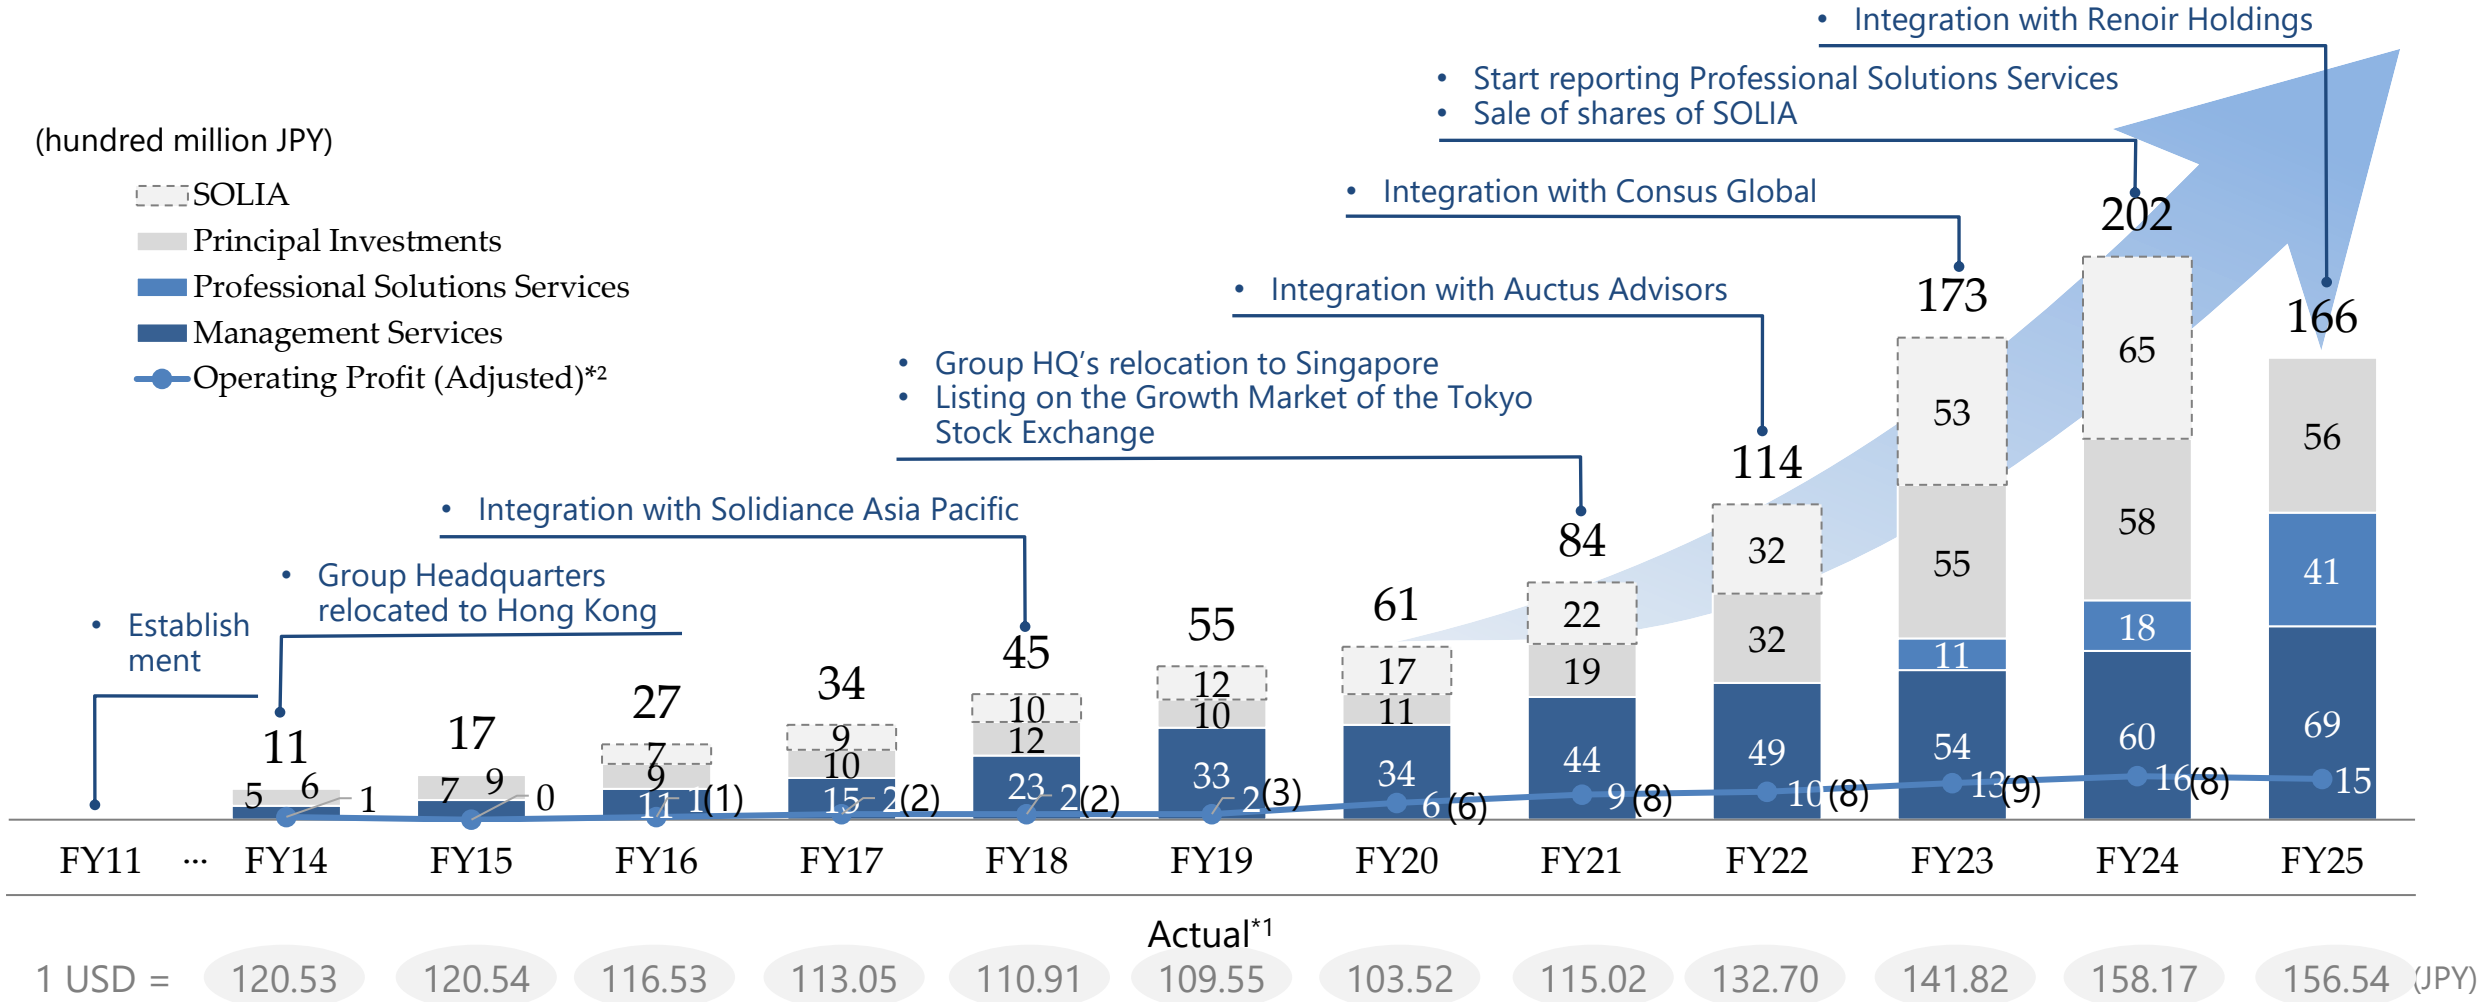 • Integration with Renoir Holdings
• Start reporting Professional Solutions Services
• Sale of shares of SOLIA
(hundred million JPY)
SOLIA
Principal Investments
Professional Solutions Services
Management Services
Operating Profit (Adjusted)*2
• Integration with Consus Global
• Integration with Auctus Advisors
• Group HQ’s relocation to Singapore
• Listing on the Growth Market of the Tokyo
Stock Exchange
• Integration with Solidiance Asia Pacific
• Group Headquarters
relocated to Hong Kong
• Establish
ment
11 17 27 34 45 55 61 84 114 173 202 166
7 9 10 12 17 22 32 53 65
6 9 9 10 12 10 11 19 32 55 58 56
11 18 41
5 7 11 15 23 33 34 44 49 54 60 69
1 0 1(1) 2(2) 2(2) 2(3) 6(6) 9(8) 10(8) 13(9) 16(8) 15
FY11 ··· FY14 FY15 FY16 FY17 FY18 FY19 FY20 FY21 FY22 FY23 FY24 FY25
Actual*1
1 USD = 120.53 120.54 116.53 113.05 110.91 109.55 103.52 115.02 132.70 141.82 158.17 156.54 (JPY)